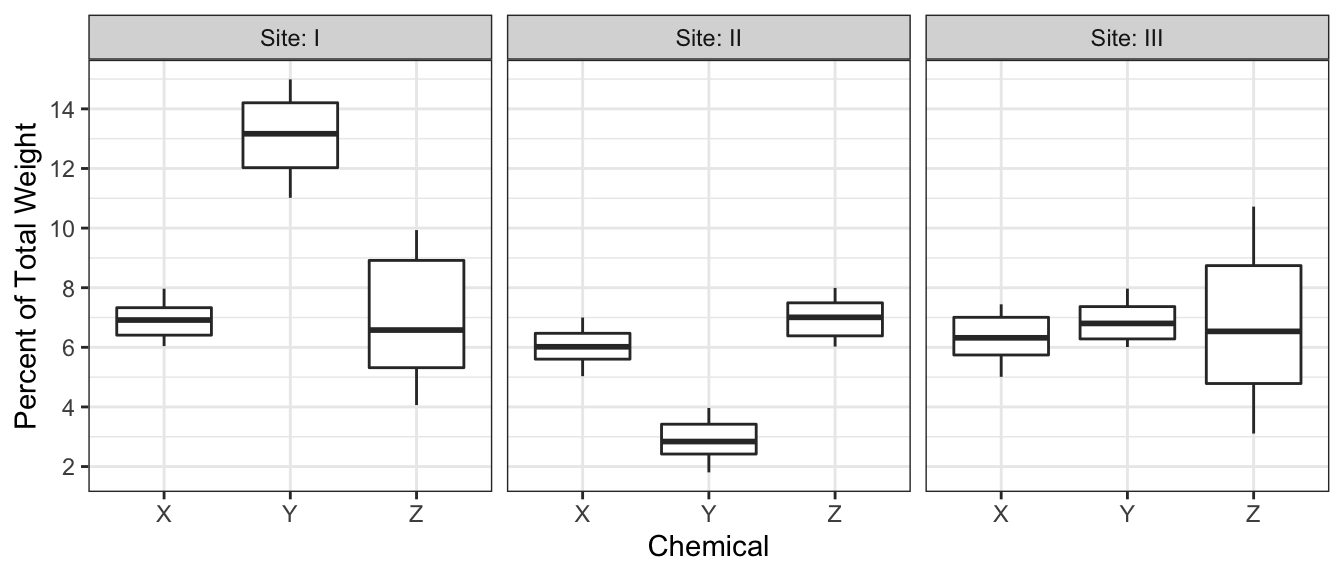 Site: I
Site: II
Site: III
Percent of Total Weight
14
12
10
8
6
4
2
X Y Z
X Y Z
X Y Z
Chemical